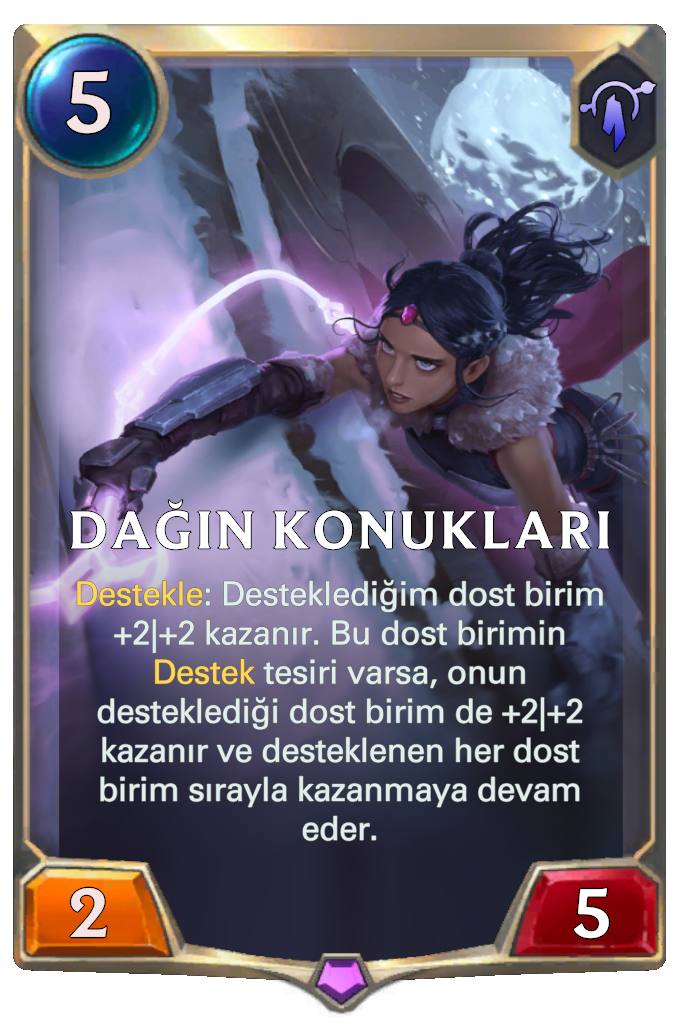 5
DAĞIN KONUKLARI
Destekle: Desteklediğim dost birim
+2|+2 kazanır. Bu dost birimin
Destek tesiri varsa, onun
desteklediği dost birim de +2|+2
kazanır ve desteklenen her dost
birim sırayla kazanmaya devam
eder.
2
5